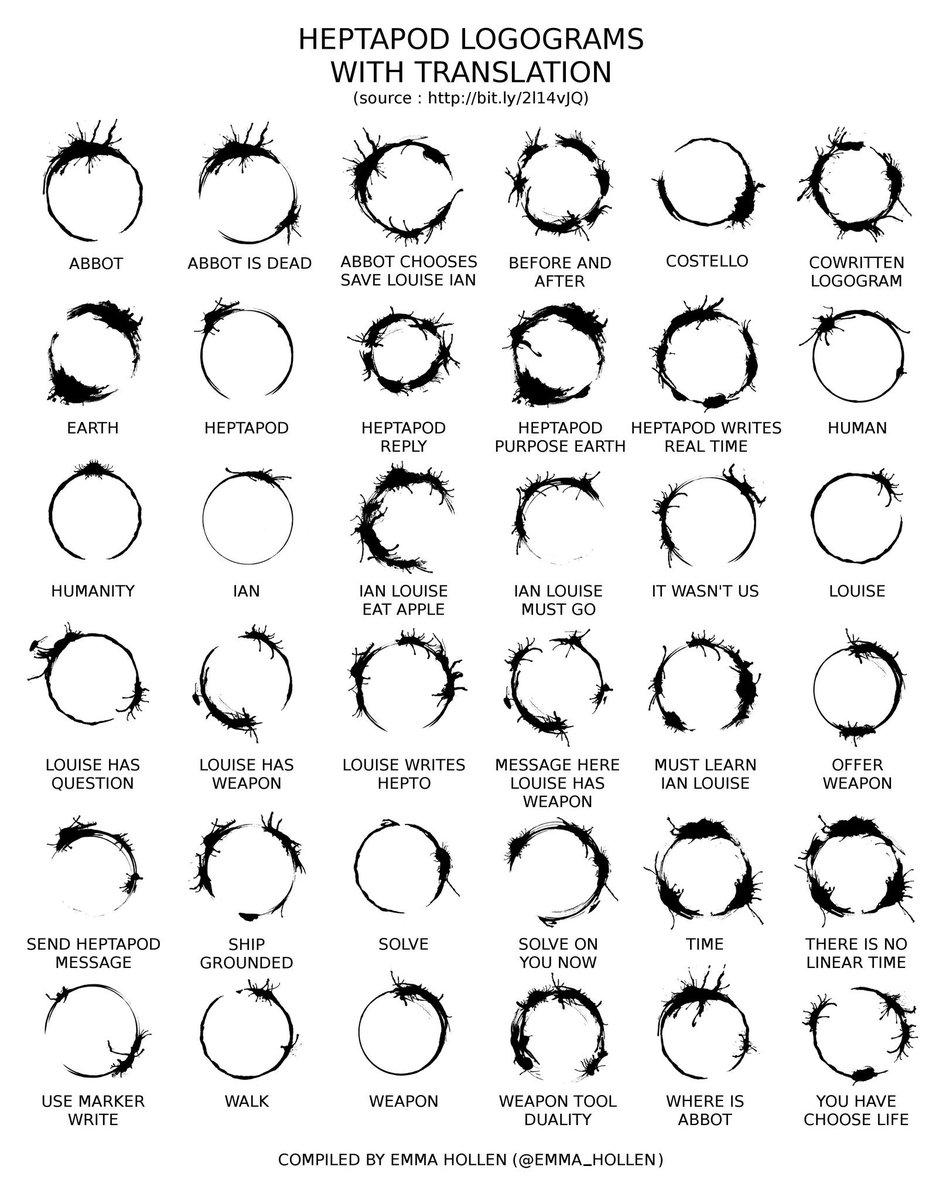 HEPTAPOD LOGOGRAMS
WITH TRANSLATION
(source : http://bit.ly/2l14vJQ)
ABBOT
ABBOT IS DEAD
ABBOT CHOOSES
SAVE LOUISE IAN
BEFORE AND
AFTER
COSTELLO
COWRITTEN
LOGOGRAM
EARTH
HEPTAPOD
HEPTAPOD
REPLY
HEPTAPOD
PURPOSE EARTH
HEPTAPOD WRITES
REAL TIME
HUMAN
HUMANITY
IAN
IAN LOUISE
EAT APPLE
IAN LOUISE
MUST GO
IT WASN'T US
LOUISE
LOUISE HAS
QUESTION
LOUISE HAS
WEAPON
LOUISE WRITES
HEPTO
MESSAGE HERE
LOUISE HAS
WEAPON
MUST LEARN
IAN LOUISE
OFFER
WEAPON
SEND HEPTAPOD
MESSAGE
SHIP
GROUNDED
SOLVE
SOLVE ON
YOU NOW
TIME
THERE IS NO
LINEAR TIME
USE MARKER
WRITE
WALK
WEAPON
WEAPON TOOL
DUALITY
WHERE IS
ABBOT
YOU HAVE
CHOOSE LIFE
COMPILED BY EMMA HOLLEN (@EMMA_HOLLEN)